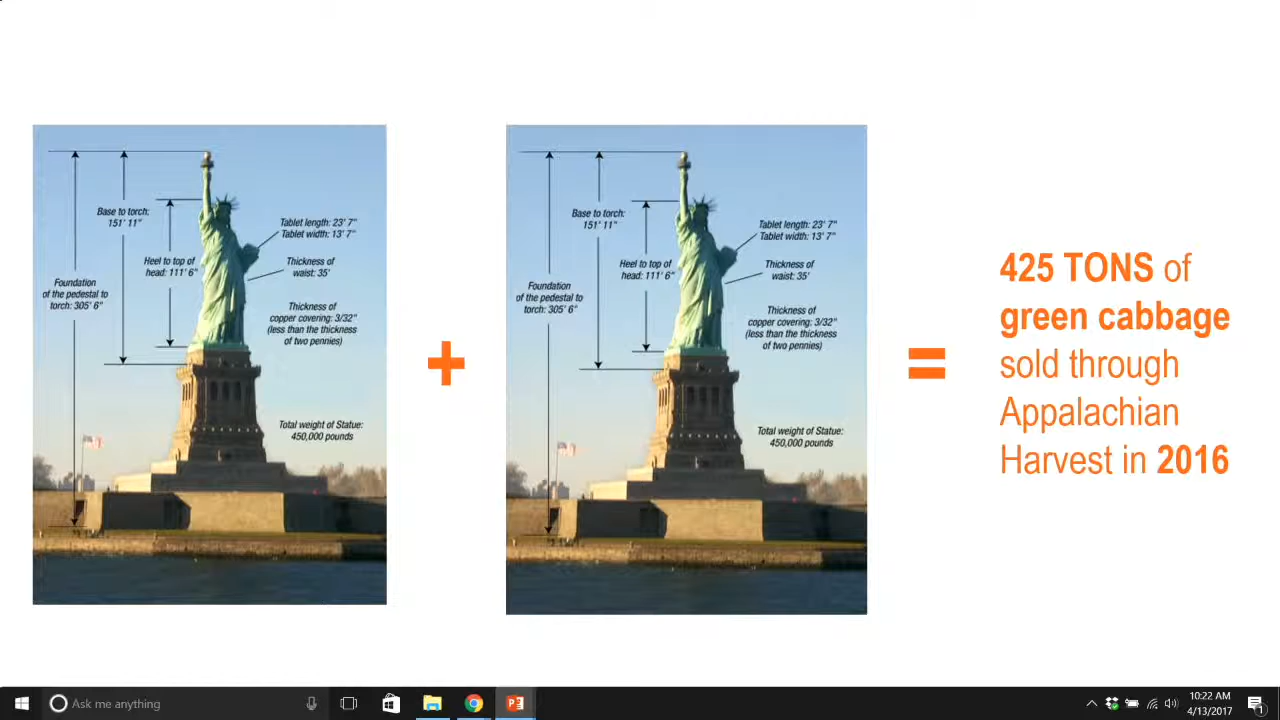 Base to torch:
151' 11"
Tablet length: 23' 7"
Tablet width: 13' 7"
Heel to top of
head: 111' 6"
Thickness of
waist: 35'
Foundation
of the pedestal to
torch: 305' 6"
Thickness of
copper covering: 3/32"
(less than the thickness
of two pennies)
Total weight of Statue:
450,000 pounds
+
Base to torch:
151' 11"
Tablet length: 23' 7"
Tablet width: 13' 7"
Heel to top of
head: 111' 6"
Thickness of
waist: 35'
Foundation
of the pedestal to
torch: 305' 6"
Thickness of
copper covering: 3/32"
(less than the thickness
of two pennies)
Total weight of Statue:
450,000 pounds
=
425 TONS of
green cabbage
sold through
Appalachian
Harvest in 2016
Ask me anything
10:22 AM
4/13/2017
1